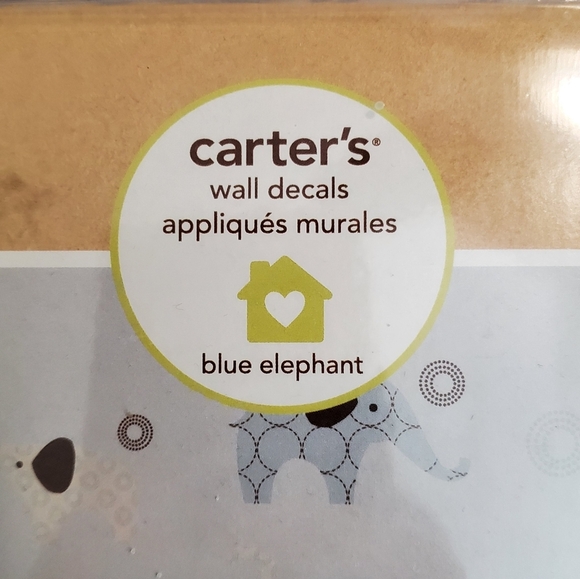 carter's®
wall decals
appliqués murales
blue elephant